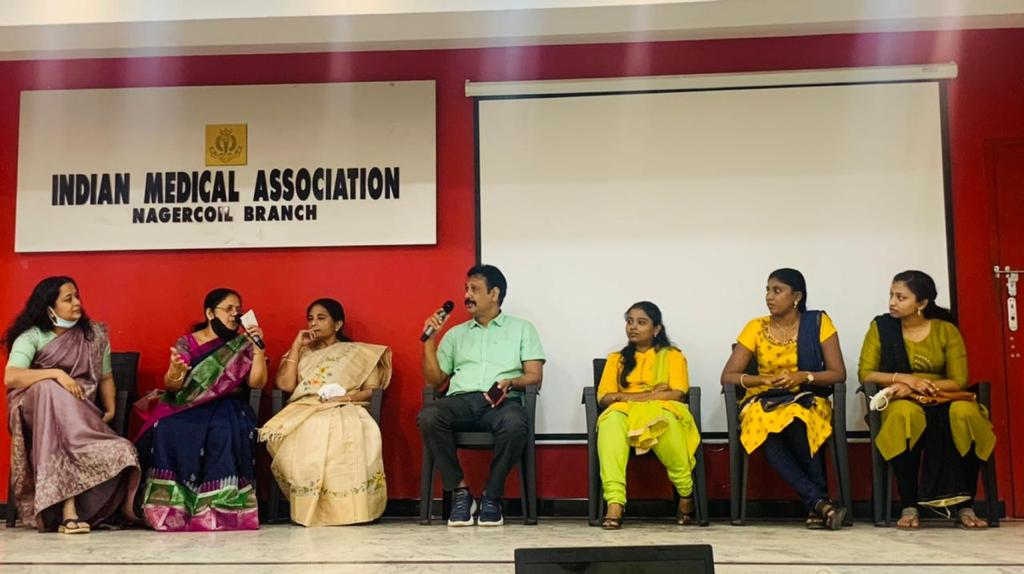 INDIAN MEDICAL ASSOCIATION
NAGERCOIL BRANCH